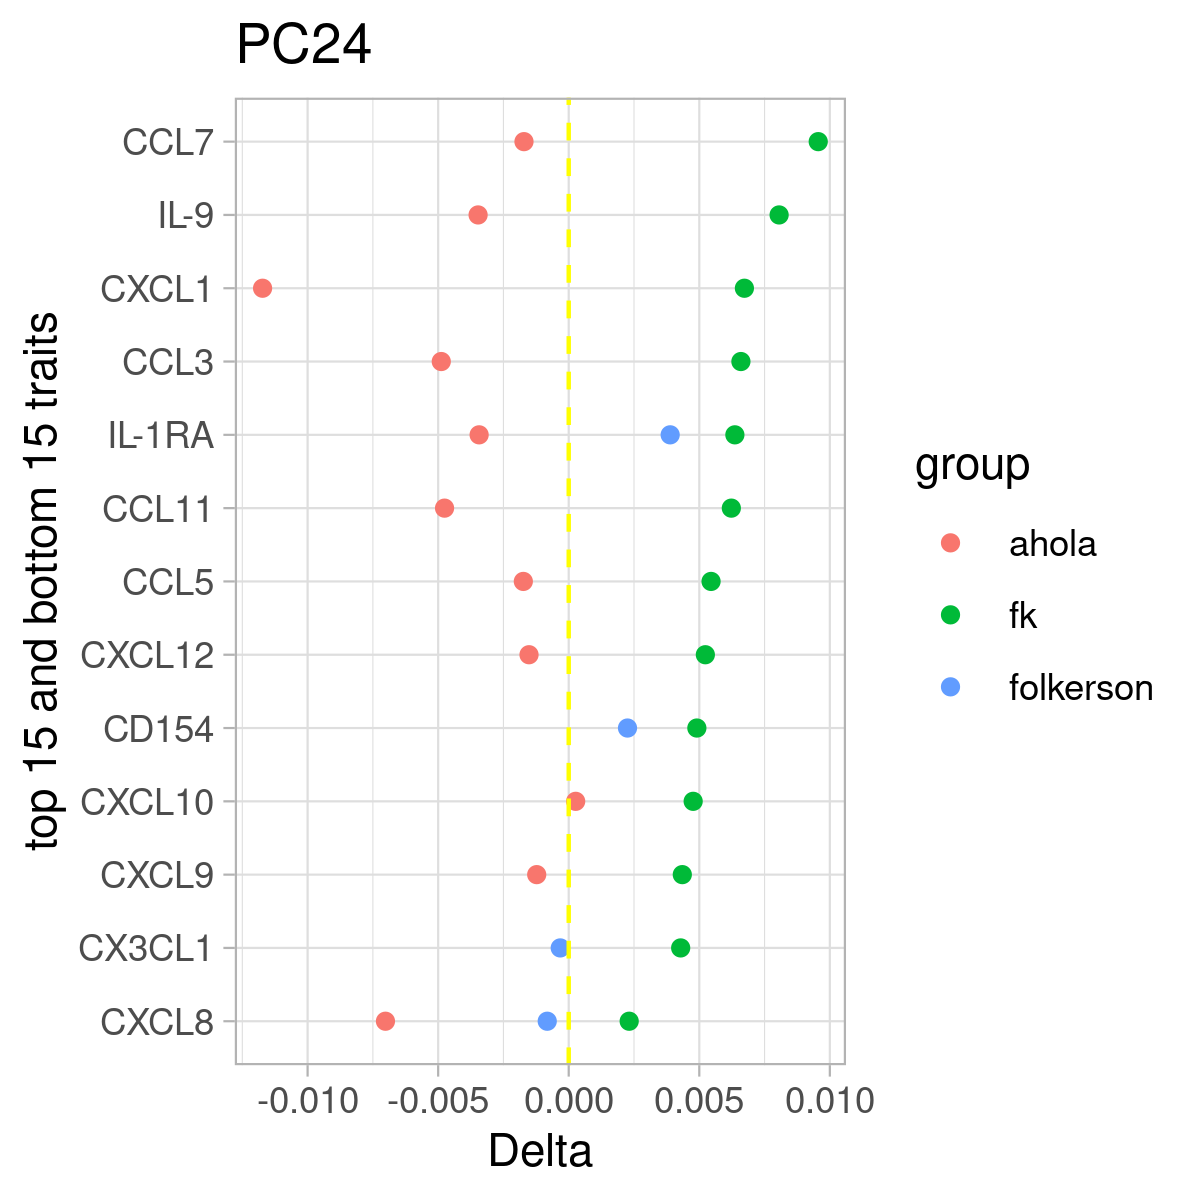 PC24
top 15 and bottom 15 traits
CCL7
IL-9
CXCL1
CCL3
IL-1RA
CCL11
CCL5
CXCL12
CD154
CXCL10
CXCL9
CX3CL1
CXCL8
-0.010 -0.005 0.000 0.005 0.010
Delta
group
ahola
fk
folkerson